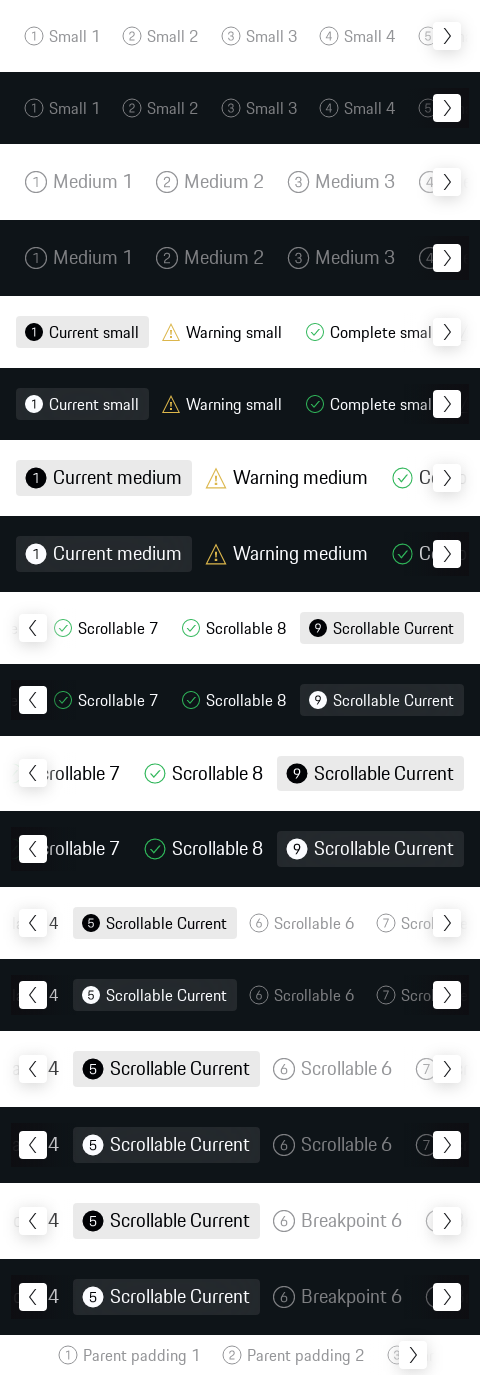 1 Small 1 2 Small 2 3 Small 3 4 Small 4 5
1 Small 1 2 Small 2 3 Small 3 4 Small 4 5
1 Medium 1 2 Medium 2 3 Medium 3 4
1 Medium 1 2 Medium 2 3 Medium 3 4
1 Current small Warning small Complete smal
1 Current small Warning small Complete smal
1 Current medium Warning medium C
1 Current medium Warning medium C
Scrollable 7 Scrollable 8 9 Scrollable Current
Scrollable 7 Scrollable 8 9 Scrollable Current
crollable 7 Scrollable 8 9 Scrollable Current
crollable 7 Scrollable 8 9 Scrollable Current
4 5 Scrollable Current 6 Scrollable 6 7 Scrol
4 5 Scrollable Current 6 Scrollable 6 7 Scro
4 5 Scrollable Current 6 Scrollable 6 7
4 5 Scrollable Current 6 Scrollable 6 7
4 5 Scrollable Current 6 Breakpoint 6
4 5 Scrollable Current 6 Breakpoint 6
1 Parent padding 1 2 Parent padding 2 3